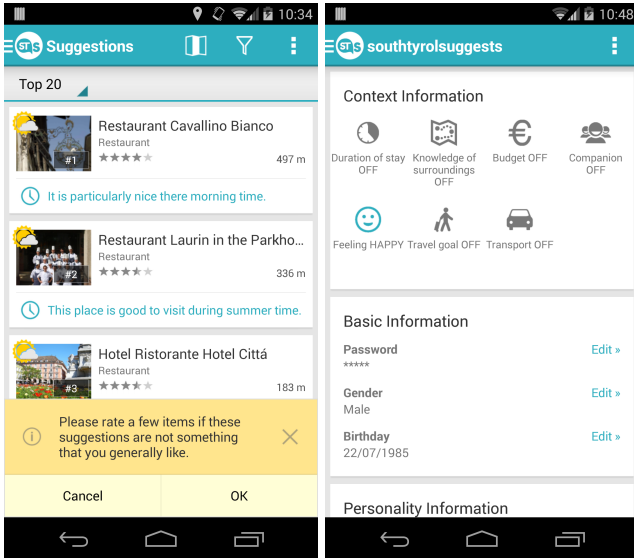 10:34
STS Suggestions
Top 20
Restaurant Cavallino Bianco
Restaurant
#1
497 m
It is particularly nice there morning time.
Restaurant Laurin in the Parkho...
Restaurant
#2
336 m
This place is good to visit during summer time.
Hotel Ristorante Hotel Cittá
Restaurant
#3
183 m
Please rate a few items if these
suggestions are not something
that you generally like.
Cancel
OK
10:48
STS southtyrolsuggests
Context Information
Duration of stay
OFF
Knowledge of
surroundings
OFF
Budget OFF
Companion
OFF
Feeling HAPPY
Travel goal OFF
Transport OFF
Basic Information
Password
Edit »
*****
Gender
Edit »
Male
Birthday
Edit »
22/07/1985
Personality Information